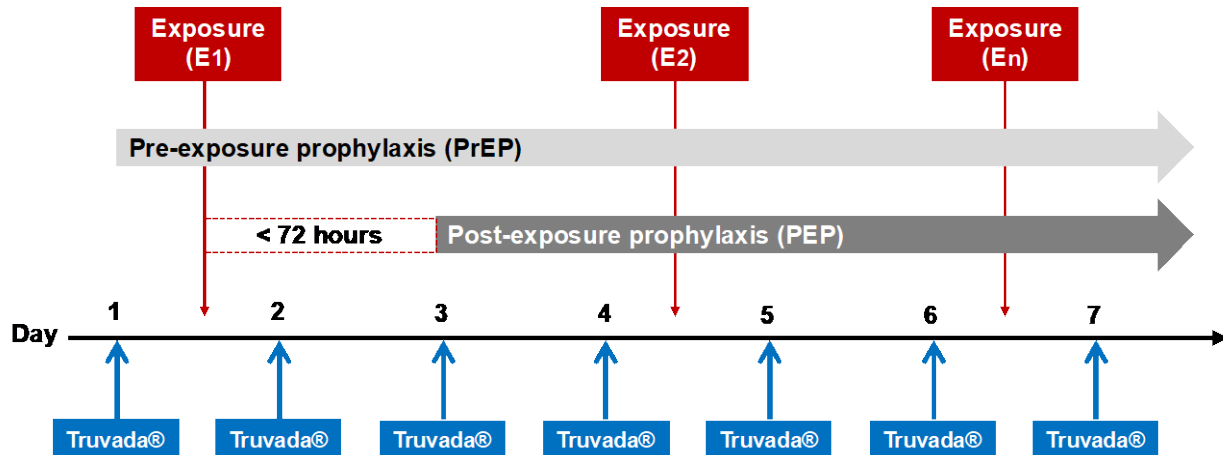 Exposure
(E1)
Exposure
(E2)
Exposure
(En)
Pre-exposure prophylaxis (PrEP)
< 72 hours
Post-exposure prophylaxis (PEP)
1
2
3
4
5
6
7
Day
Truvada®
Truvada®
Truvada®
Truvada®
Truvada®
Truvada®
Truvada®